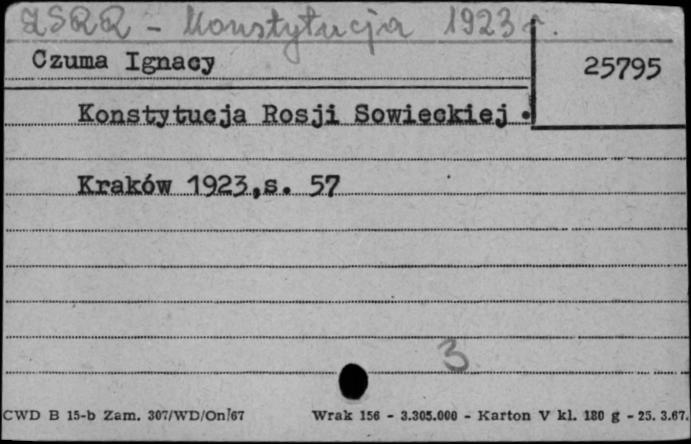 ZSRR - Konstytucja 1923 r.
Czuma Ignacy
25795
Konstytucja Rosji Sowieckiej.
Kraków 1923,s. 57
3
CWD B 15-b Zam. 307/WD/On/67 Wrak 156 - 3.305.000 - Karton V kl. 180 g - 25. 3.67.